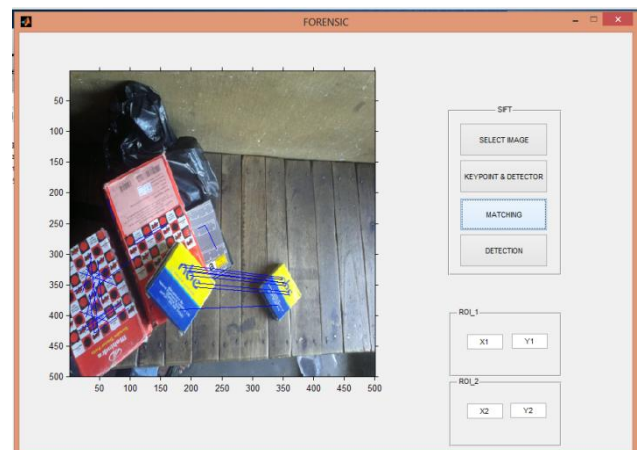 FORENSIC
50
100
150
200
250
300
350
400
450
500
50 100 150 200 250 300 350 400 450 500
SIFT
SELECT IMAGE
KEYPOINT & DETECTOR
MATCHING
DETECTION
ROI_1
X1 Y1
ROI_2
X2 Y2
Mahindra